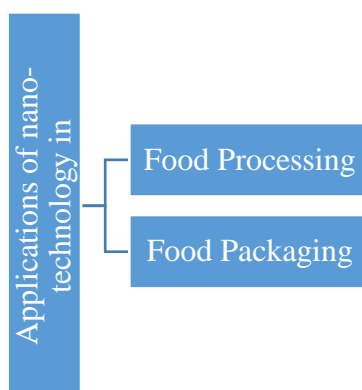 Applications of nano-
technology in
Food Processing
Food Packaging